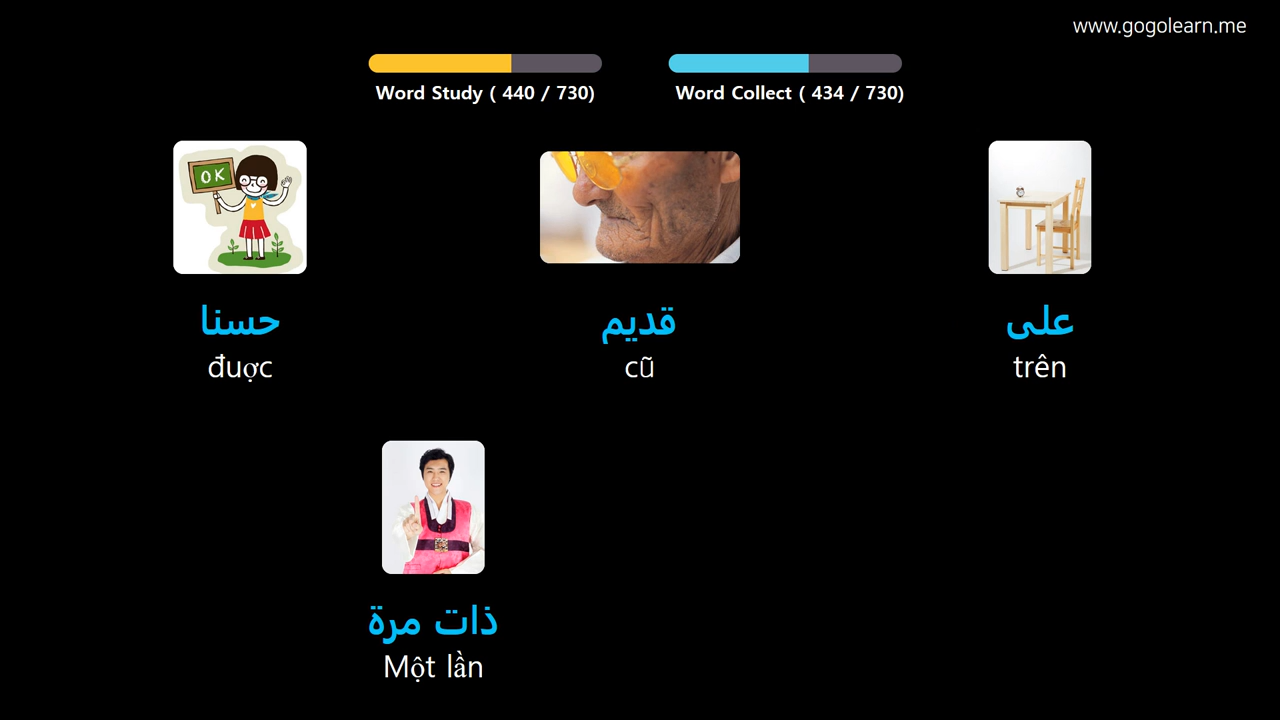 www.gogolearn.me
Word Study ( 440 / 730)
Word Collect ( 434 / 730)
OK
حسنا
được
قديم
cũ
على
trên
ذات مرة
Một lần